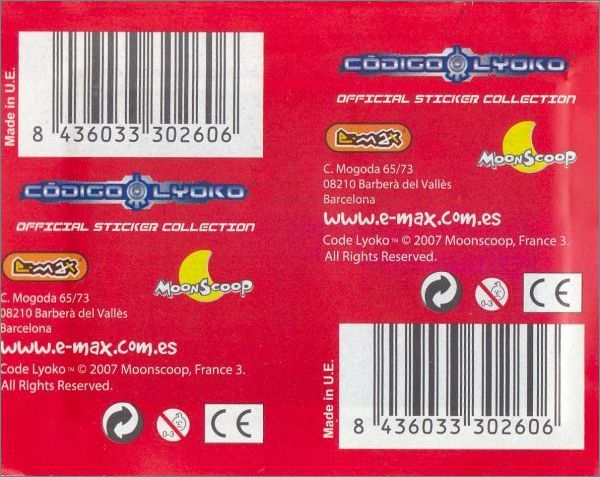 Made in U.E.
8 436033 302606
CÓDIGO LYOKO
OFFICIAL STICKER COLLECTION
e-max
MoonScoop
C. Mogoda 65/73
08210 Barberà del Vallès
Barcelona
www.e-max.com.es
Code Lyoko™ © 2007 Moonscoop, France 3.
All Rights Reserved.
0-3
CE
CÓDIGO LYOKO
OFFICIAL STICKER COLLECTION
e-max
MoonScoop
C. Mogoda 65/73
08210 Barberà del Vallès
Barcelona
www.e-max.com.es
Code Lyoko™ © 2007 Moonscoop, France 3.
All Rights Reserved.
0-3
CE
Made in U.E.
8 436033 302606